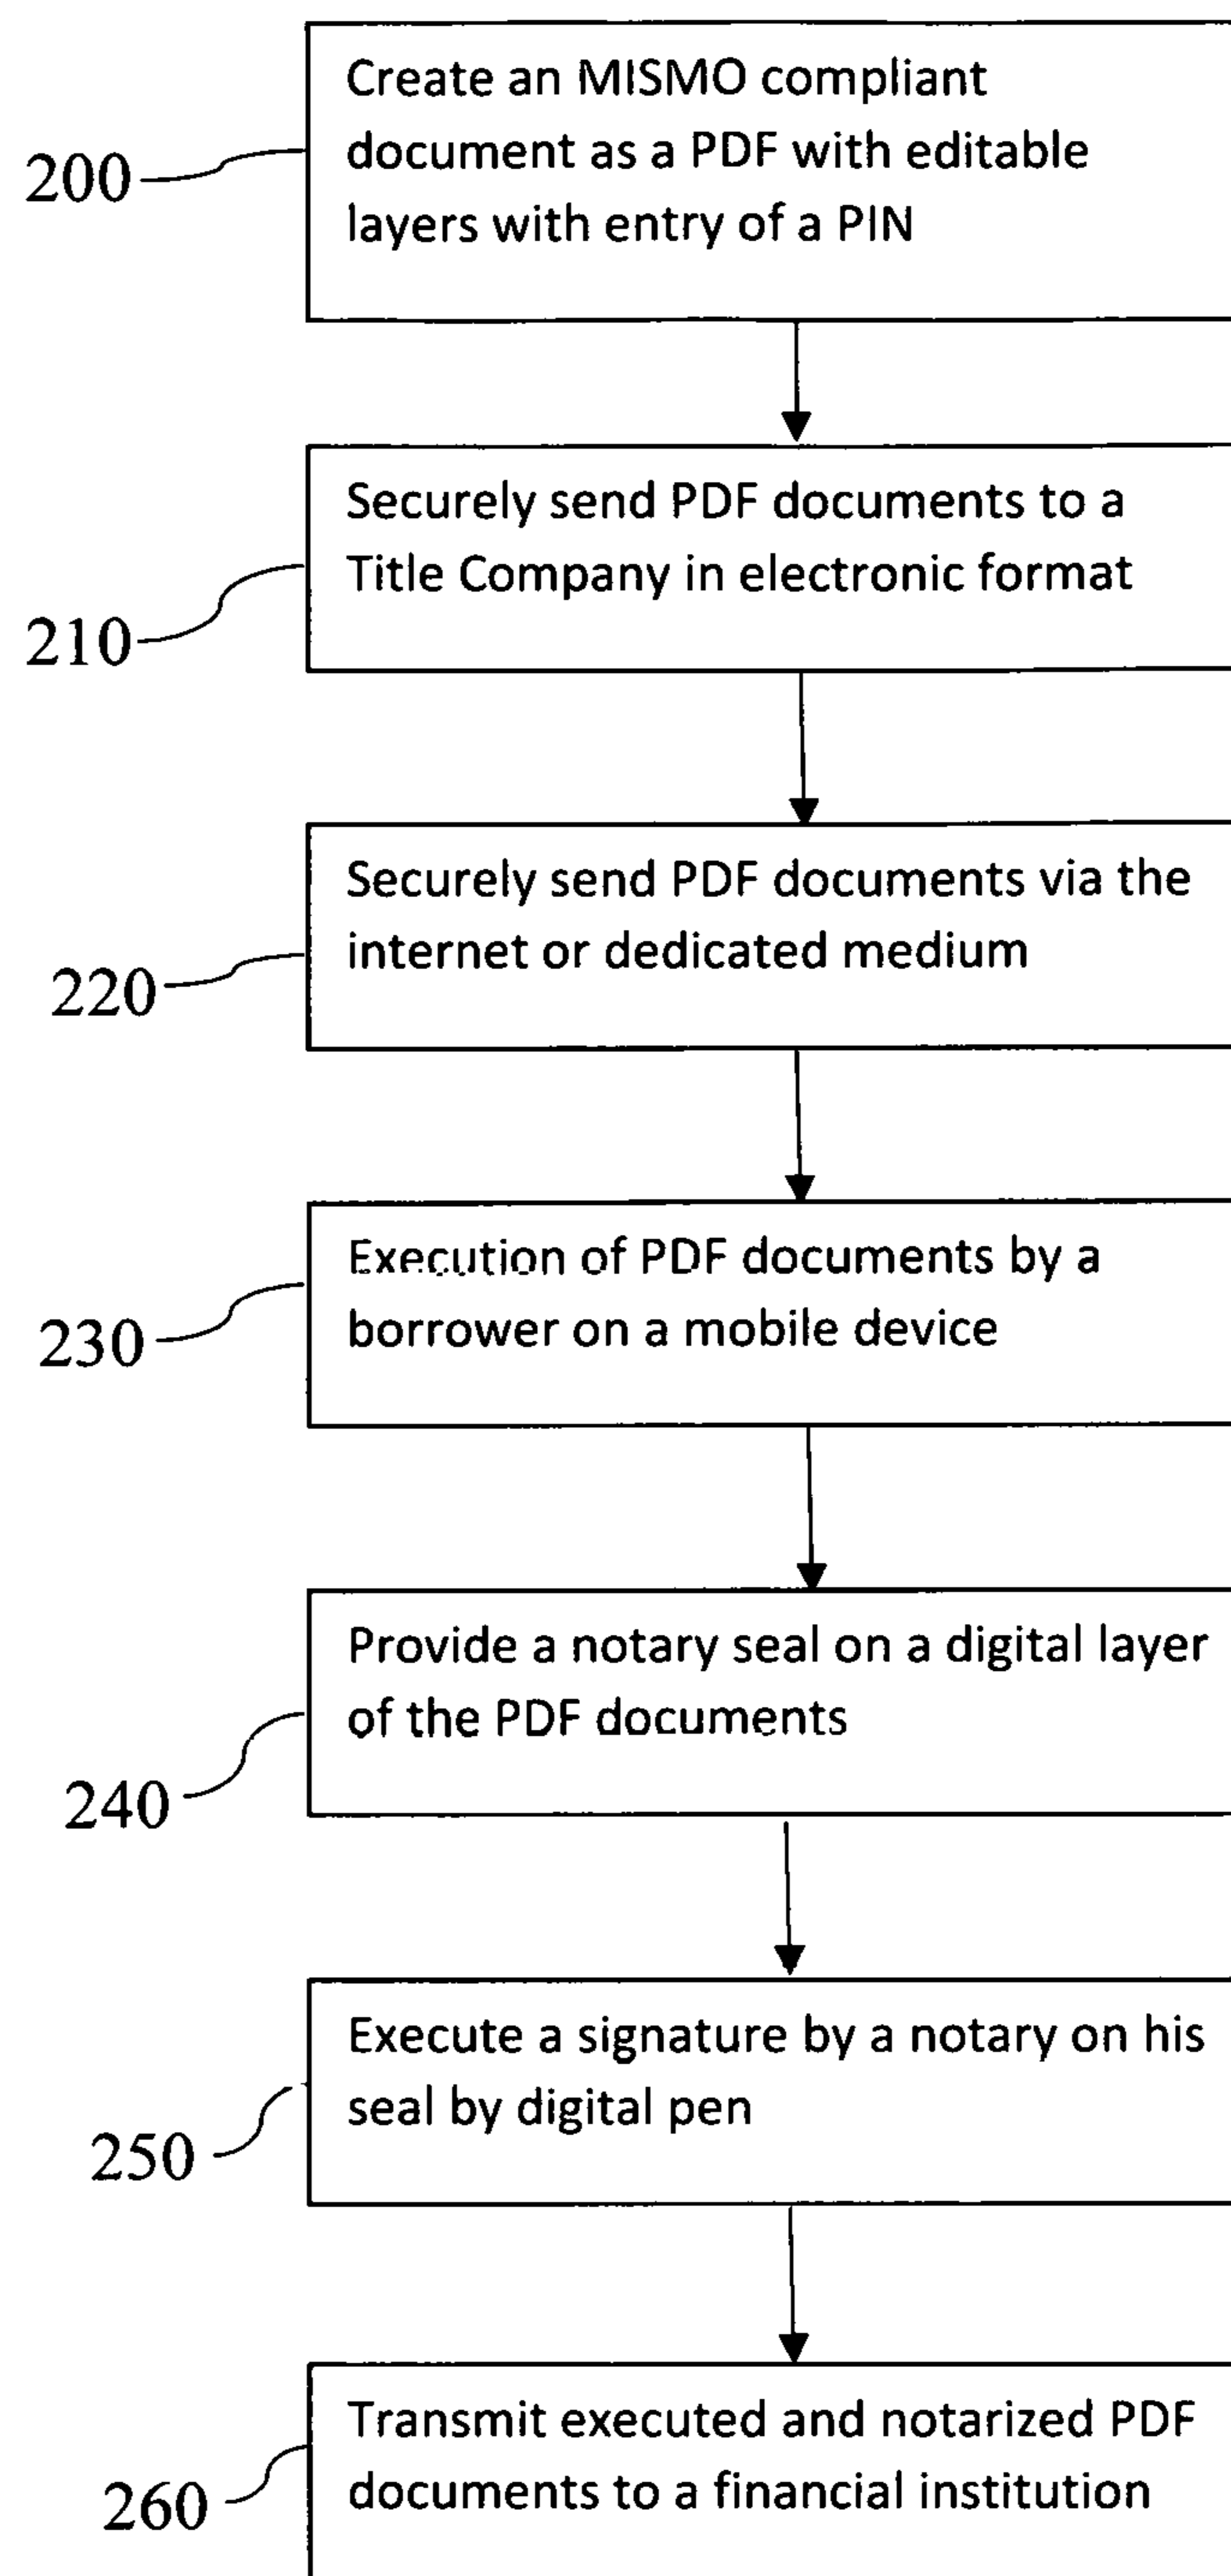 Create an MISMO compliant
document as a PDF with editable
layers with entry of a PIN
200
Securely send PDF documents to a
Title Company in electronic format
210
Securely send PDF documents via the
internet or dedicated medium
220
Execution of PDF documents by a
borrower on a mobile device
230
Provide a notary seal on a digital layer
of the PDF documents
240
Execute a signature by a notary on his
seal by digital pen
250
Transmit executed and notarized PDF
documents to a financial institution
260